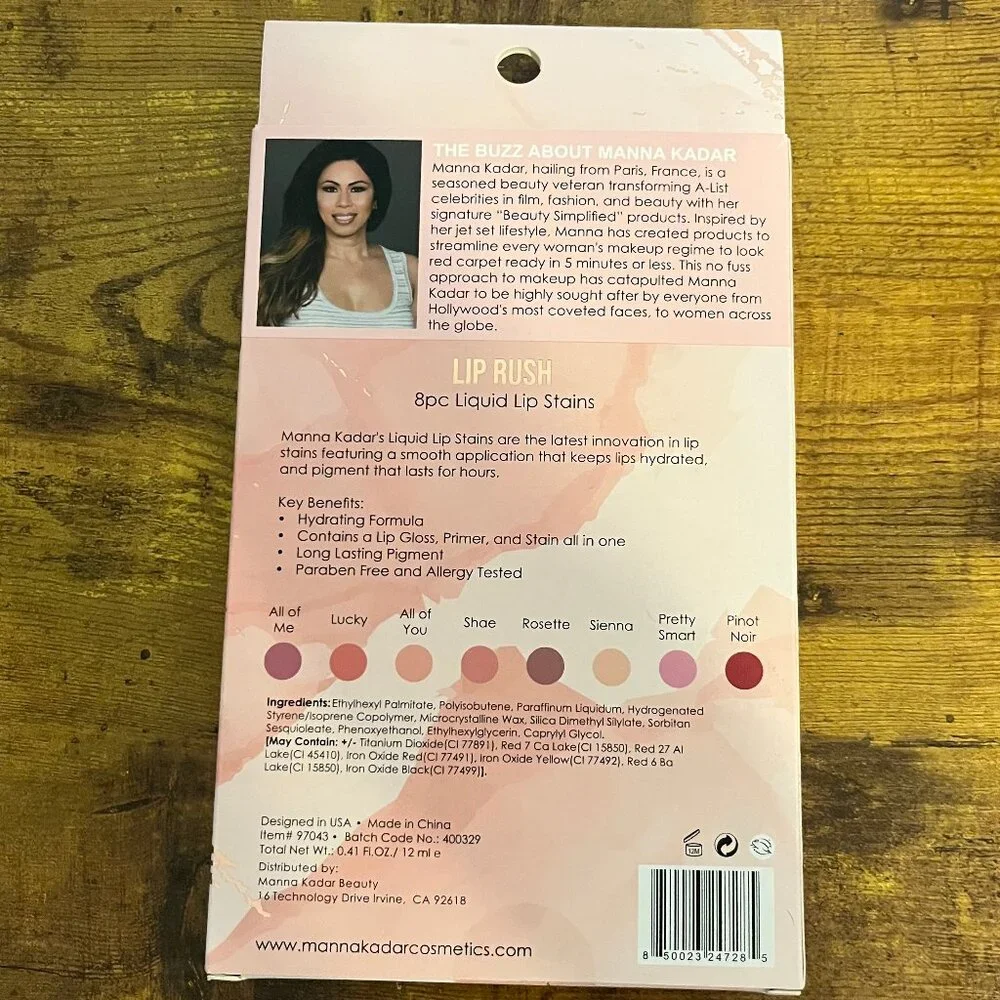 THE BUZZ ABOUT MANNA KADAR
Manna Kadar, hailing from Paris, France, is a
seasoned beauty veteran transforming A-List
celebrities in film, fashion, and beauty with her
signature “Beauty Simplified” products. Inspired by
her jet set lifestyle, Manna has created products to
streamline every woman's makeup regime to look
red carpet ready in 5 minutes or less. This no fuss
approach to makeup has catapulted Manna
Kadar to be highly sought after by everyone from
Hollywood's most coveted faces, to women across
the globe.
LIP RUSH
8pc Liquid Lip Stains
Manna Kadar's Liquid Lip Stains are the latest innovation in lip
stains featuring a smooth application that keeps lips hydrated,
and pigment that lasts for hours.
Key Benefits:
• Hydrating Formula
• Contains a Lip Gloss, Primer, and Stain all in one
• Long Lasting Pigment
• Paraben Free and Allergy Tested
All of Me
Lucky
All of You
Shae
Rosette
Sienna
Pretty Smart
Pinot Noir
Ingredients: Ethylhexyl Palmitate, Polyisobutene, Paraffinum Liquidum, Hydrogenated
Styrene/Isoprene Copolymer, Microcrystalline Wax, Silica Dimethyl Silylate, Sorbitan
Sesquioleate, Phenoxyethanol, Ethylhexylglycerin, Caprylyl Glycol.
[May Contain: +/- Titanium Dioxide(CI 77891), Red 7 Ca Lake(CI 15850), Red 27 Al
Lake(CI 45410), Iron Oxide Red(CI 77491), Iron Oxide Yellow(CI 77492), Red 6 Ba
Lake(CI 15850), Iron Oxide Black(CI 77499)].
Designed in USA • Made in China
Item# 97043 • Batch Code No.: 400329
Total Net Wt.: 0.41 Fl.OZ./ 12 ml e
Distributed by:
Manna Kadar Beauty
16 Technology Drive Irvine, CA 92618
12M
www.mannakadarcosmetics.com
8 50023 24728 5